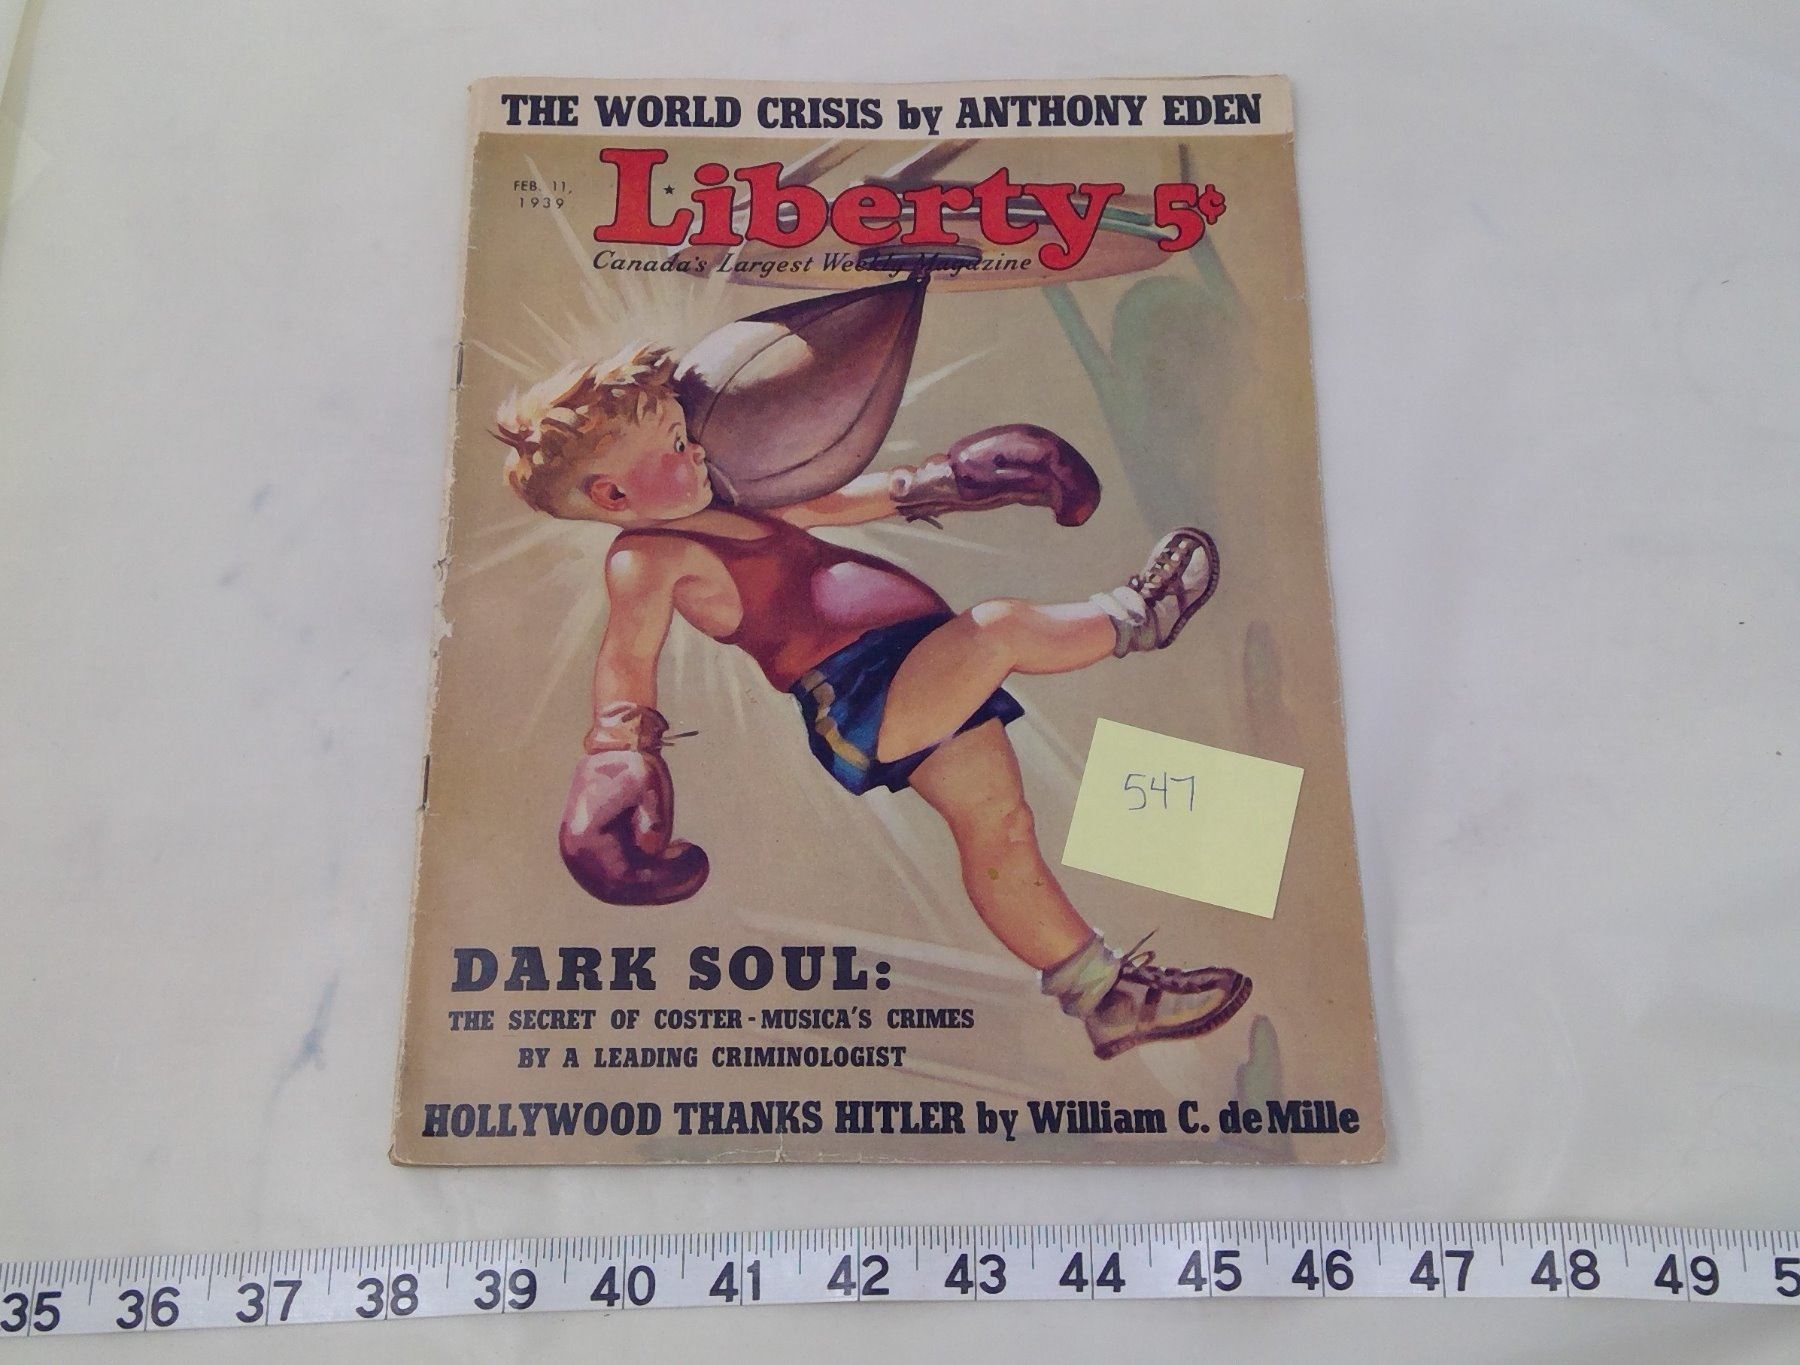 THE WORLD CRISIS by ANTHONY EDEN
FEB. 11,
1939
Liberty 5¢
Canada's Largest Weekly Magazine
547
DARK SOUL:
THE SECRET OF COSTER-MUSICA'S CRIMES
BY A LEADING CRIMINOLOGIST
HOLLYWOOD THANKS HITLER by William C. deMille
35 36 37 38 39 40 41 42 43 44 45 46 47 48 49 5